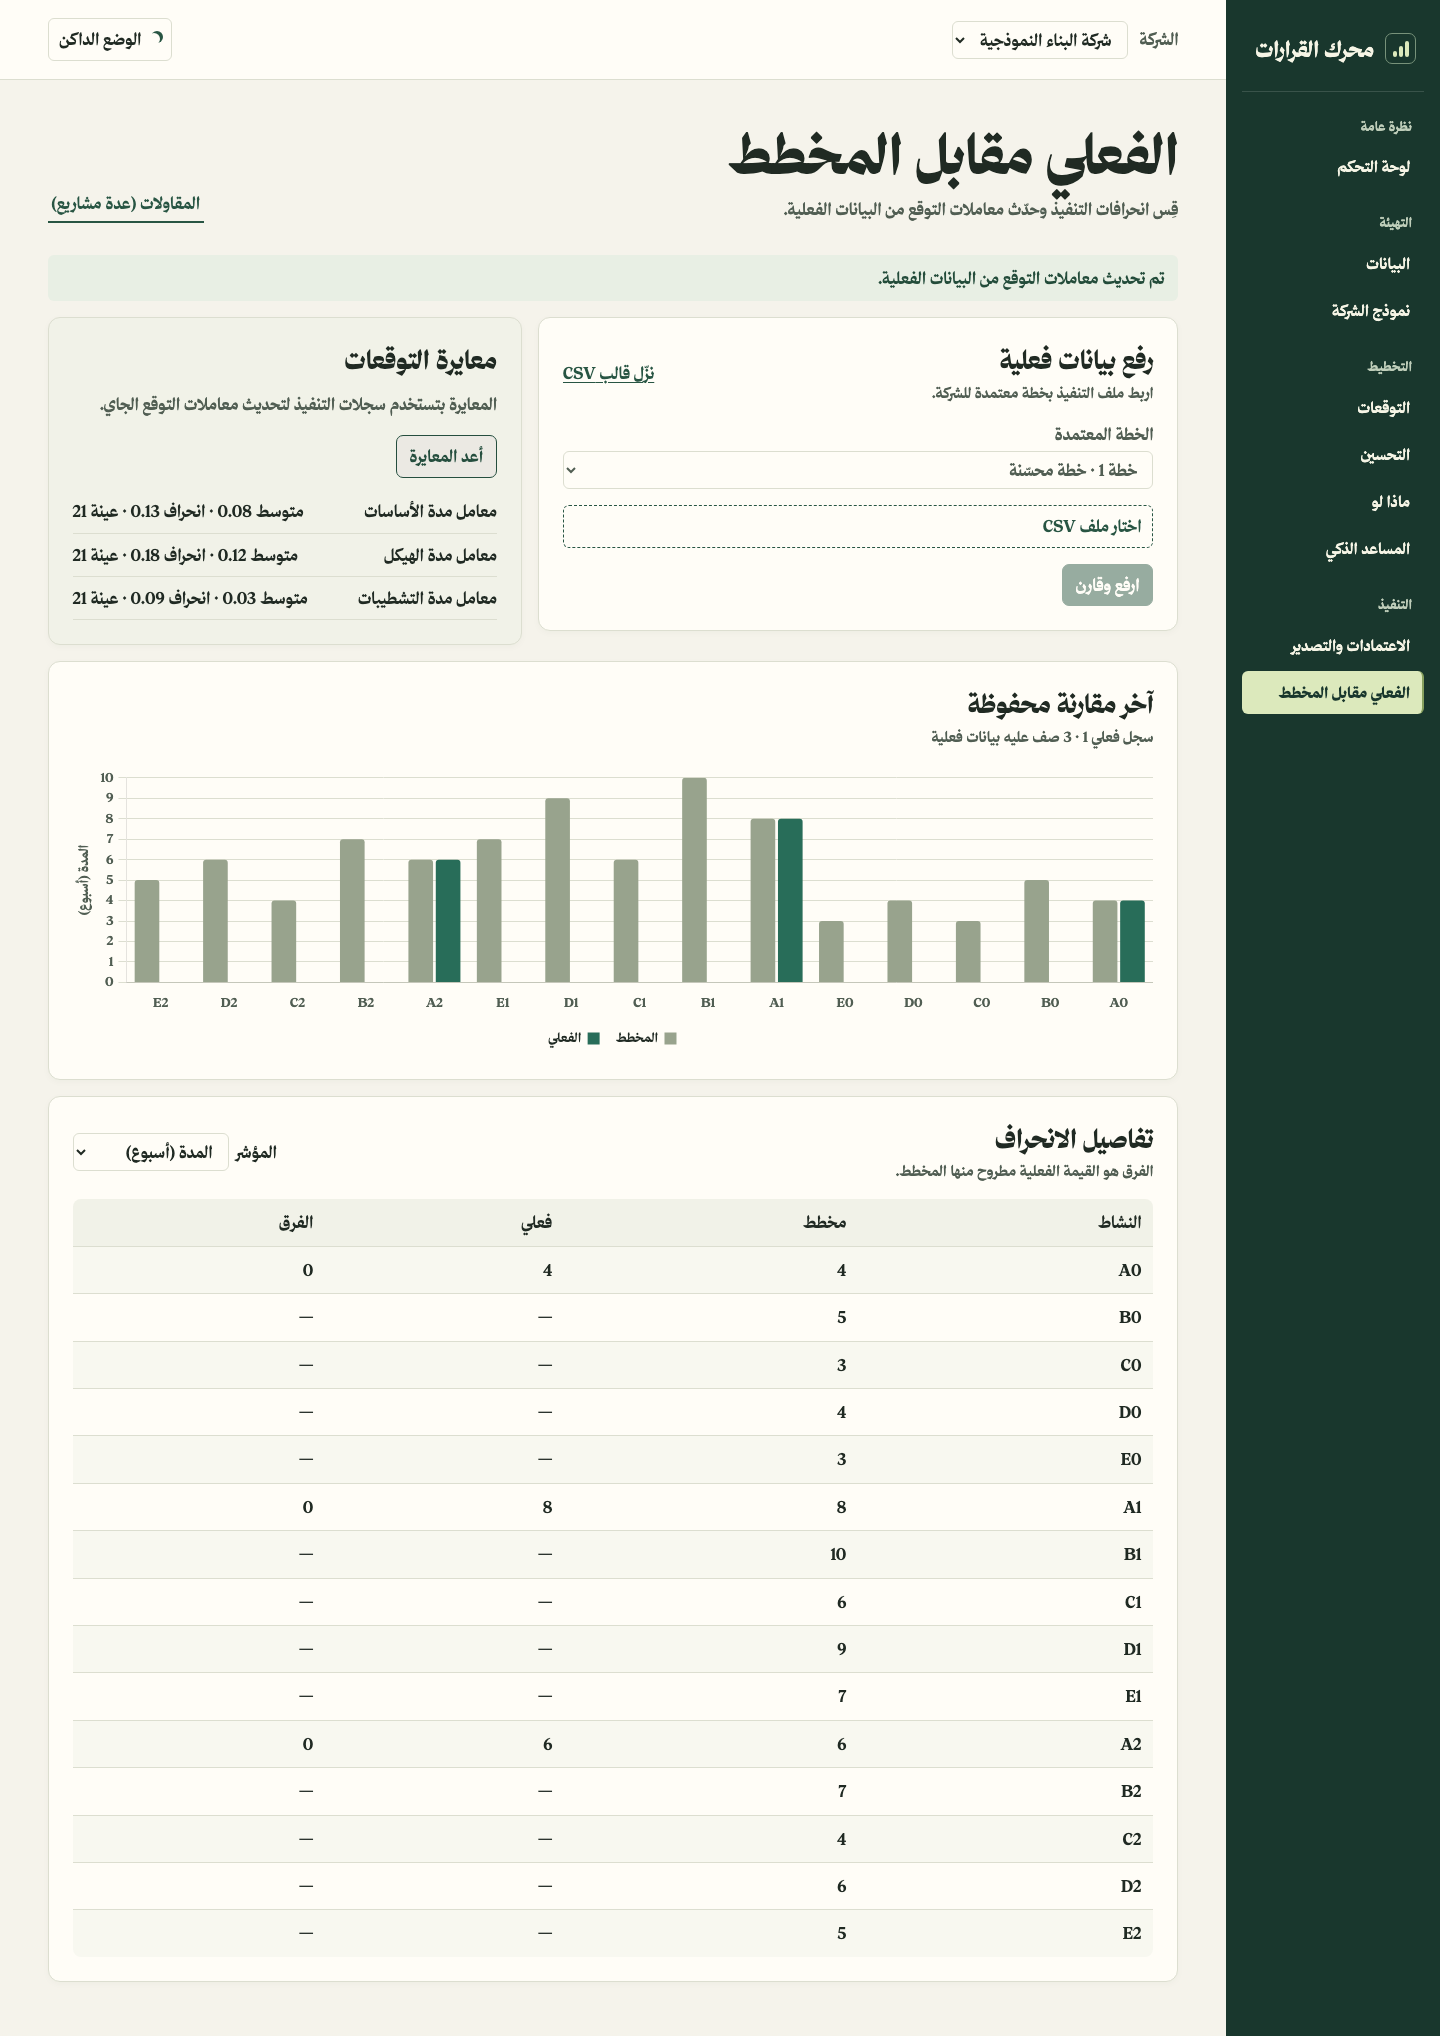 محرك القرارات
نظرة عامة
لوحة التحكم
التهيئة
البيانات
نموذج الشركة
التخطيط
التوقعات
التحسين
ماذا لو
المساعد الذكي
التنفيذ
الاعتمادات والتصدير
الفعلي مقابل المخطط
الشركة شركة البناء النموذجية
الوضع الداكن
الفعلي مقابل المخطط
قِس انحرافات التنفيذ وحدّث معاملات التوقع من البيانات الفعلية.
المقاولات (عدة مشاريع)
تم تحديث معاملات التوقع من البيانات الفعلية.
رفع بيانات فعلية
اربط ملف التنفيذ بخطة معتمدة للشركة.
نزّل قالب CSV
الخطة المعتمدة
خطة 1 · خطة محسّنة
اختار ملف CSV
ارفع وقارن
معايرة التوقعات
المعايرة بتستخدم سجلات التنفيذ لتحديث معاملات التوقع الجاي.
أعد المعايرة
معامل مدة الأساسات متوسط 0.08 · انحراف 0.13 · عينة 21
معامل مدة الهيكل متوسط 0.12 · انحراف 0.18 · عينة 21
معامل مدة التشطيبات متوسط 0.03 · انحراف 0.09 · عينة 21
آخر مقارنة محفوظة
سجل فعلي 1 · 3 صف عليه بيانات فعلية
10
9
8
7
6
5
4
3
2
1
0
المدة (أسبوع)
E2 D2 C2 B2 A2 E1 D1 C1 B1 A1 E0 D0 C0 B0 A0
المخطط الفعلي
تفاصيل الانحراف
الفرق هو القيمة الفعلية مطروح منها المخطط.
المؤشر المدة (أسبوع)
النشاط مخطط فعلي الفرق
A0 4 4 0
B0 5 — —
C0 3 — —
D0 4 — —
E0 3 — —
A1 8 8 0
B1 10 — —
C1 6 — —
D1 9 — —
E1 7 — —
A2 6 6 0
B2 7 — —
C2 4 — —
D2 6 — —
E2 5 — —